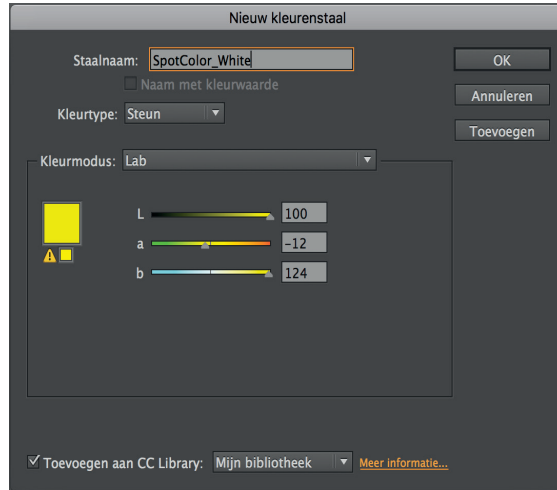 Nieuw kleurenstaal
Staalnaam: SpotColor_White
OK
Naam met kleurwaarde
Annuleren
Kleurtype: Steun
Toevoegen
Kleurmodus: Lab
L 100
a -12
b 124
Toevoegen aan CC Library: Mijn bibliotheek Meer informatie...